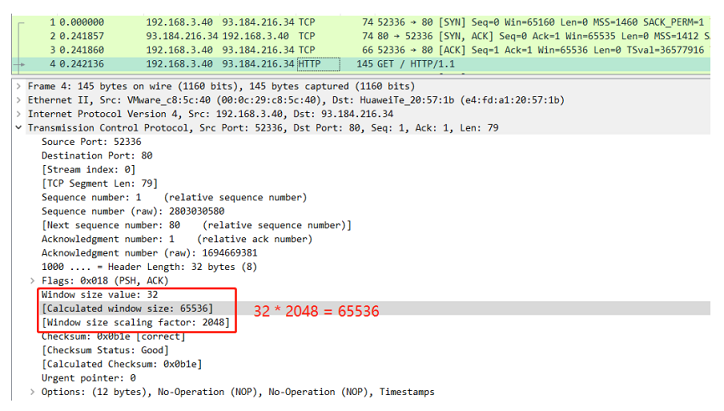 1 0.000000 192.168.3.40 93.184.216.34 TCP 74 52336 → 80 [SYN] Seq=0 Win=65160 Len=0 MSS=1460 SACK_PERM=1
2 0.241857 93.184.216.34 192.168.3.40 TCP 74 80 → 52336 [SYN, ACK] Seq=0 Ack=1 Win=65535 Len=0 MSS=1412 S
3 0.241860 192.168.3.40 93.184.216.34 TCP 66 52336 → 80 [ACK] Seq=1 Ack=1 Win=65536 Len=0 TSval=36577916
4 0.242136 192.168.3.40 93.184.216.34 HTTP 145 GET / HTTP/1.1
Frame 4: 145 bytes on wire (1160 bits), 145 bytes captured (1160 bits)
Ethernet II, Src: VMware_c8:5c:40 (00:0c:29:c8:5c:40), Dst: HuaweiTe_20:57:1b (e4:fd:a1:20:57:1b)
Internet Protocol Version 4, Src: 192.168.3.40, Dst: 93.184.216.34
Transmission Control Protocol, Src Port: 52336, Dst Port: 80, Seq: 1, Ack: 1, Len: 79
Source Port: 52336
Destination Port: 80
[Stream index: 0]
[TCP Segment Len: 79]
Sequence number: 1 (relative sequence number)
Sequence number (raw): 2803030580
[Next sequence number: 80 (relative sequence number)]
Acknowledgment number: 1 (relative ack number)
Acknowledgment number (raw): 1694669381
1000 .... = Header Length: 32 bytes (8)
Flags: 0x018 (PSH, ACK)
Window size value: 32
[Calculated window size: 65536] 32 * 2048 = 65536
[Window size scaling factor: 2048]
Checksum: 0x0b1e [correct]
[Checksum Status: Good]
[Calculated Checksum: 0x0b1e]
Urgent pointer: 0
Options: (12 bytes), No-Operation (NOP), No-Operation (NOP), Timestamps